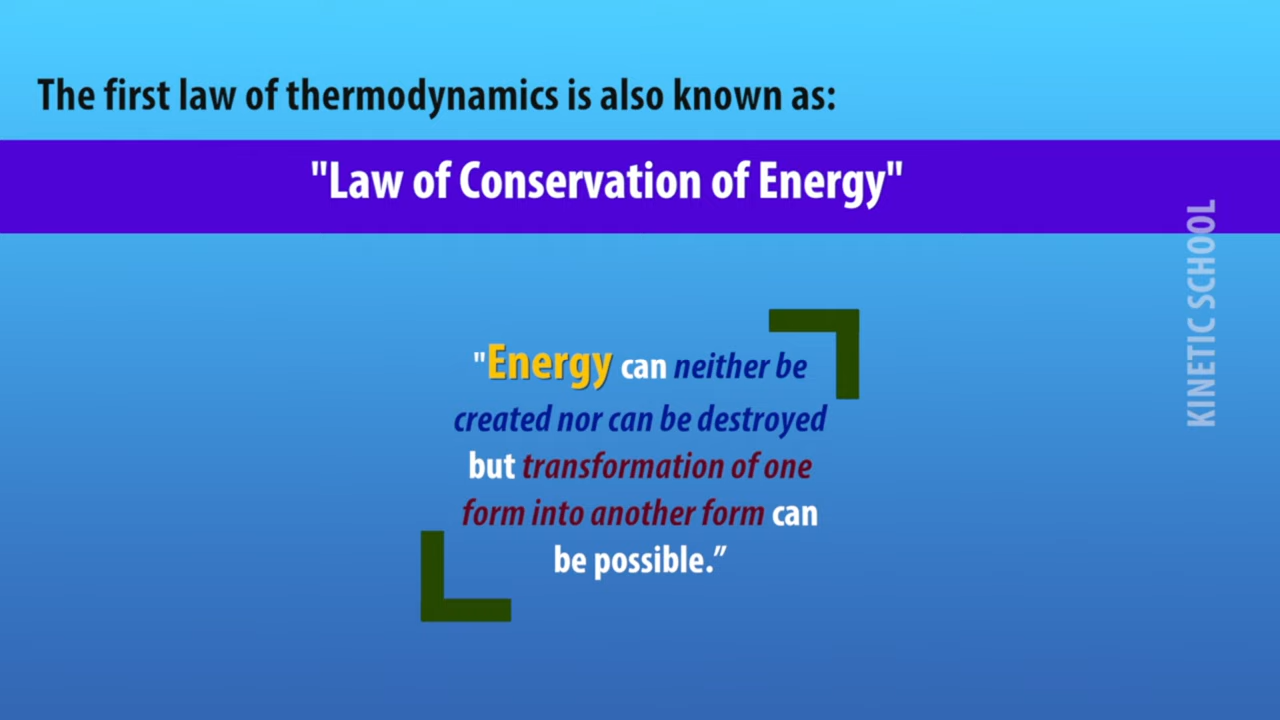 The first law of thermodynamics is also known as:
"Law of Conservation of Energy"
"Energy can neither be
created nor can be destroyed
but transformation of one
form into another form can
be possible.”
KINETIC SCHOOL